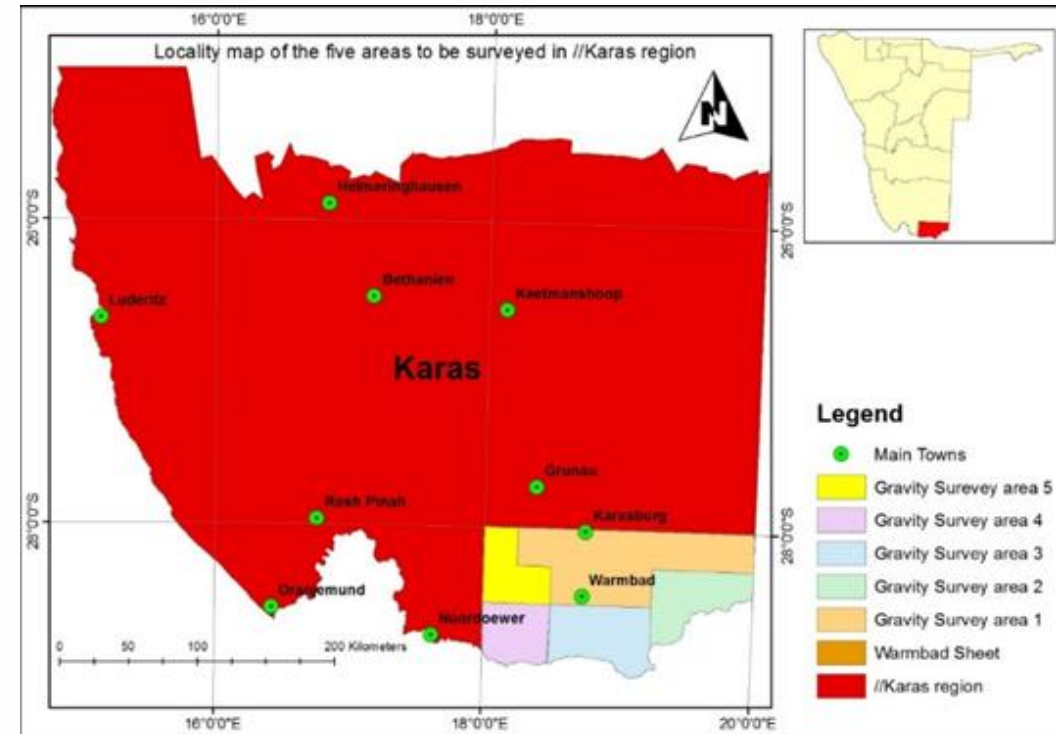 16°0'0"E 18°0'0"E
Locality map of the five areas to be surveyed in //Karas region
N
Helmeringhausen
26°0'0"S
26°0'0"S
Bethanien
Keetmanshoop
Luderitz
Karas
Legend
Main Towns
Gravity Surevey area 5
Gravity Survey area 4
Gravity Survey area 3
Gravity Survey area 2
Gravity Survey area 1
Warmbad Sheet
//Karas region
Grunau
Rosh Pinah
Karasburg
28°0'0"S
28°0'0"S
Warmbad
Oranjemund
Noordoewer
0 50 100 200 Kilometers
16°0'0"E 18°0'0"E 20°0'0"E